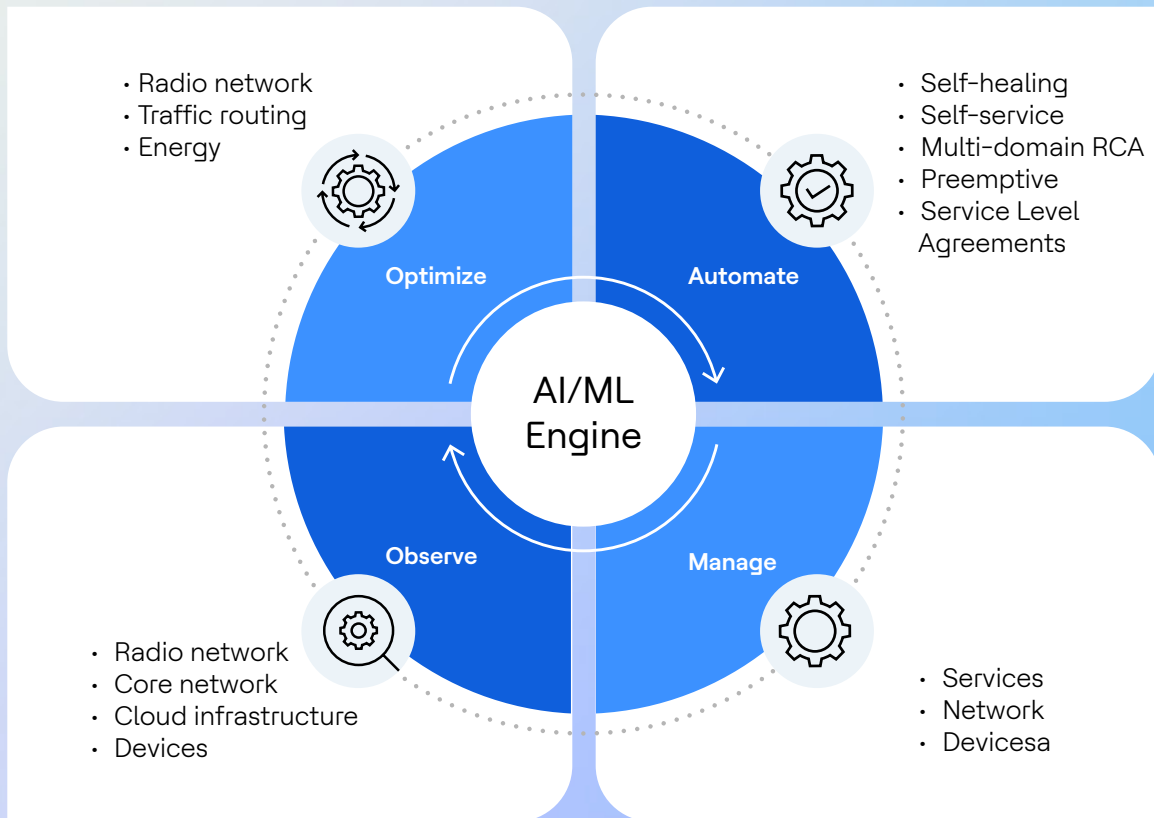 • Radio network
• Traffic routing
• Energy
Optimize
• Self-healing
• Self-service
• Multi-domain RCA
• Preemptive
• Service Level
Agreements
Automate
AI/ML
Engine
Observe
• Radio network
• Core network
• Cloud infrastructure
• Devices
Manage
• Services
• Network
• Devicesa